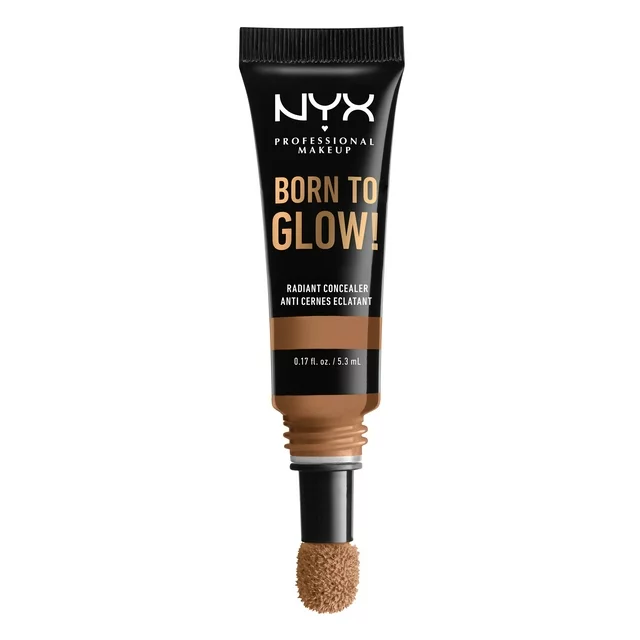 NYX
PROFESSIONAL
MAKEUP
BORN TO
GLOW!
RADIANT CONCEALER
ANTI CERNES ECLATANT
0.17 fl. oz. / 5.3 mL